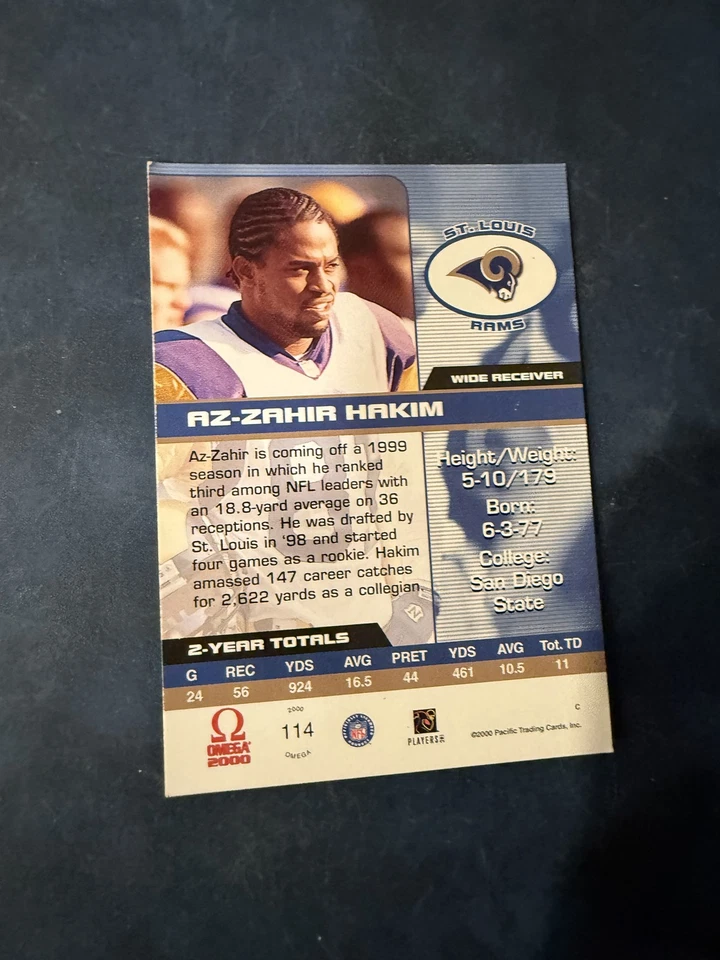 ST. LOUIS
RAMS
WIDE RECEIVER
AZ-ZAHIR HAKIM
Az-Zahir is coming off a 1999
season in which he ranked
third among NFL leaders with
an 18.8-yard average on 36
receptions. He was drafted by
St. Louis in '98 and started
four games as a rookie. Hakim
amassed 147 career catches
for 2,622 yards as a collegian.
Height/Weight:
5-10/179
Born:
6-3-77
College:
San Diego
State
2-YEAR TOTALS
G REC YDS AVG PRET YDS AVG Tot. TD
24 56 924 16.5 44 461 10.5 11
Ω
OMEGA
2000
2000
114
OMEGA
NFL
PLAYERS INC
C
©2000 Pacific Trading Cards, Inc.